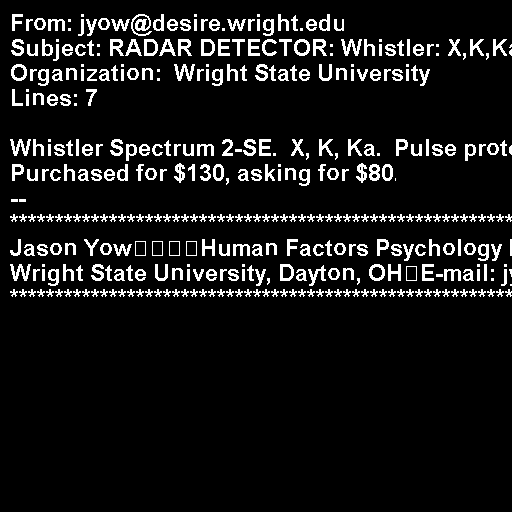 From: jyow@desire.wright.edu
Subject: RADAR DETECTOR: Whistler: X,K,Ka
Organization:  Wright State University
Lines: 7

Whistler Spectrum 2-SE.  X, K, Ka.  Pulse prote
Purchased for $130, asking for $80.
--
********************************************************
Jason Yow□□□□Human Factors Psychology
Wright State University, Dayton, OH□E-mail: jy
********************************************************